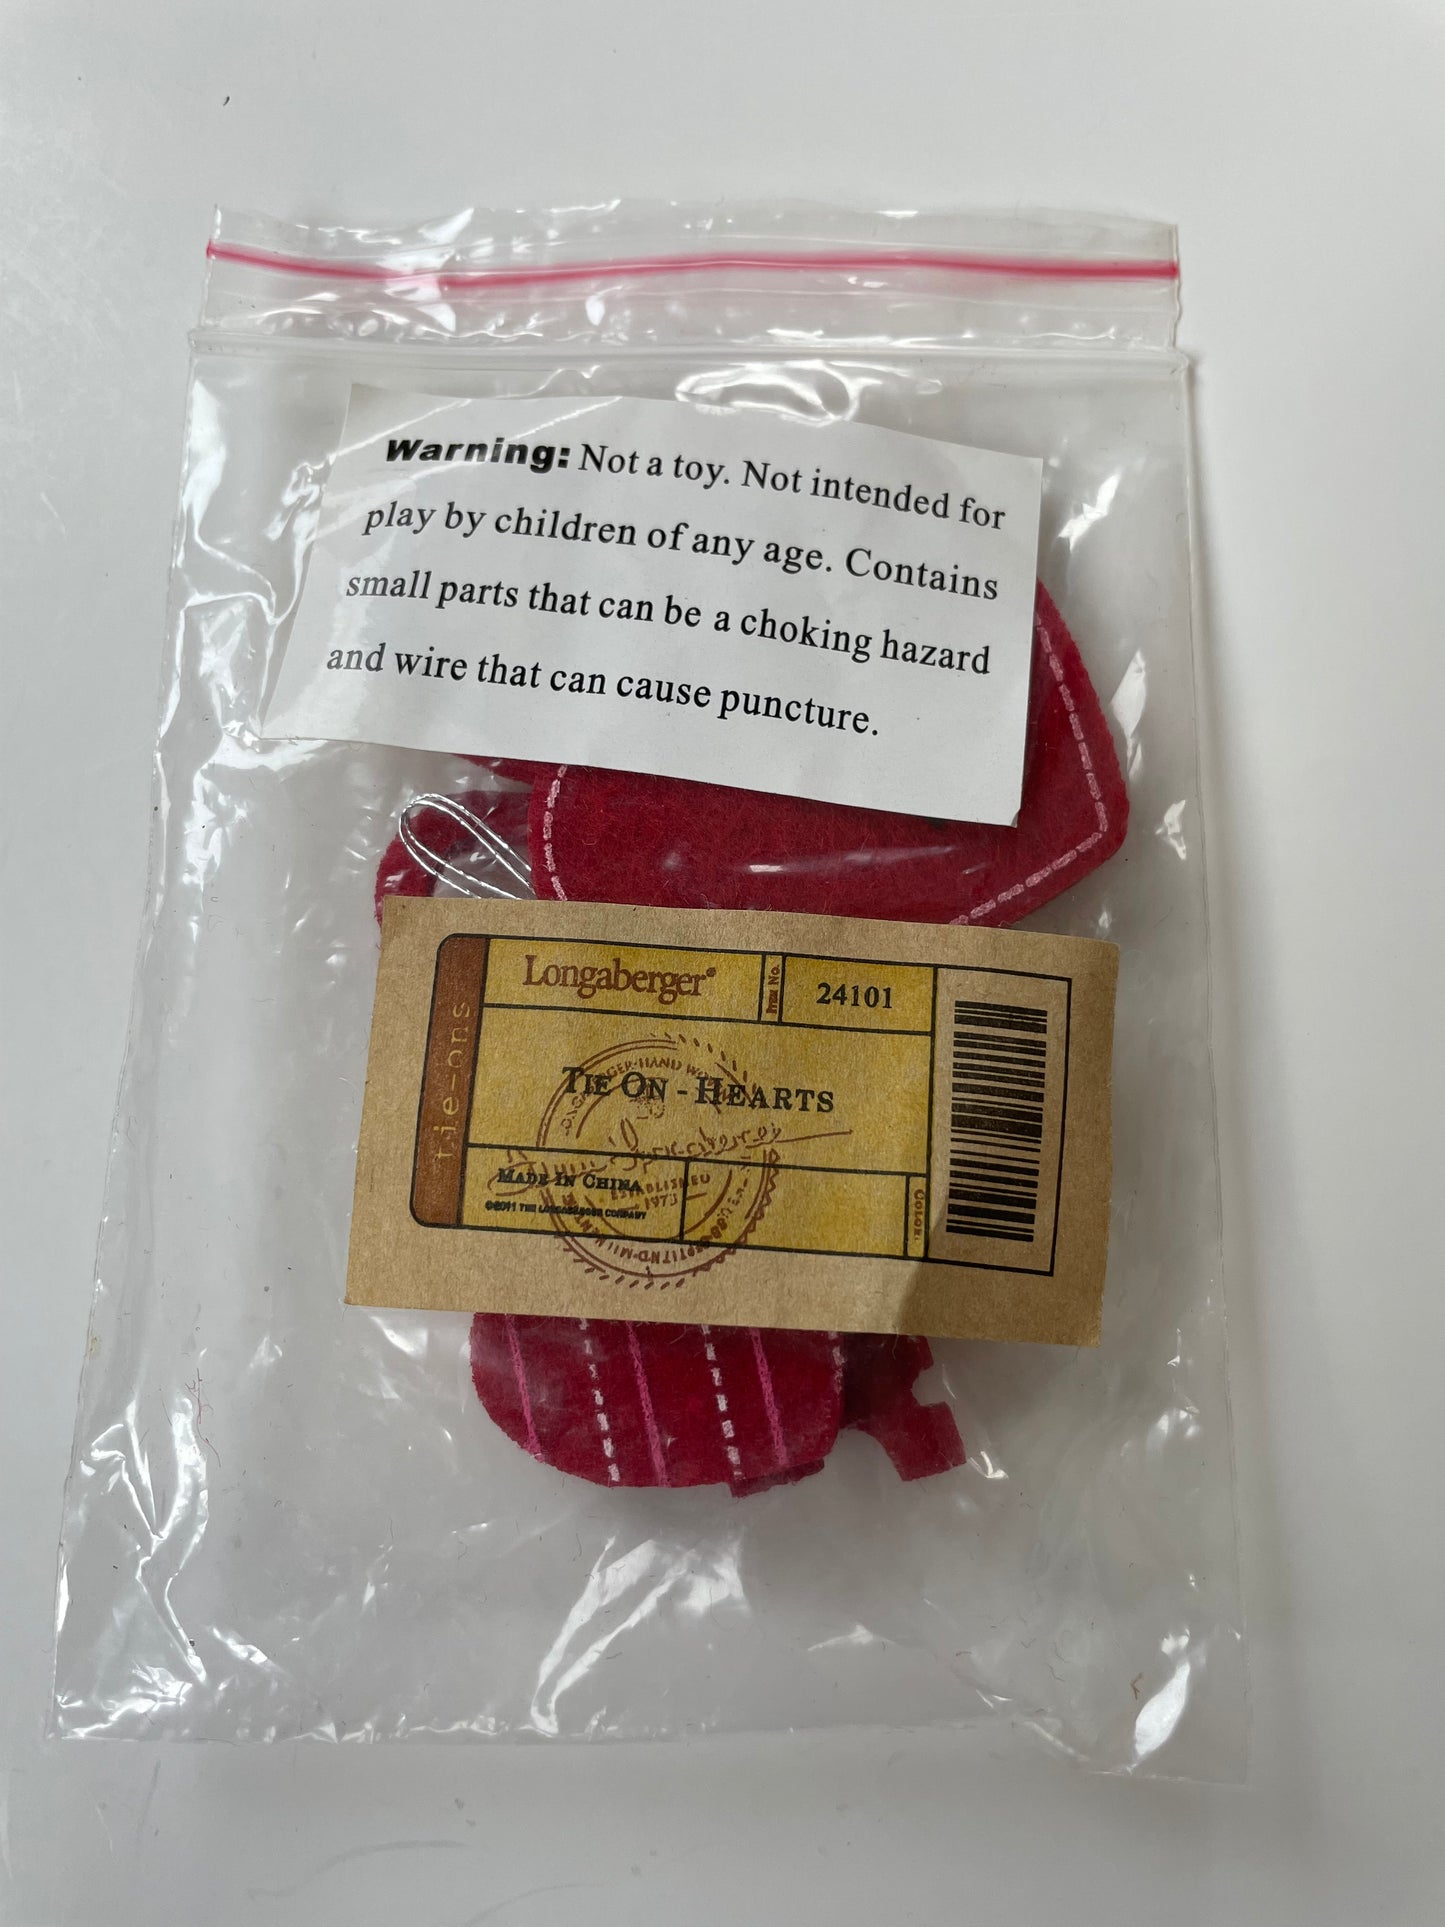 Warning: Not a toy. Not intended for
play by children of any age. Contains
small parts that can be a choking hazard
and wire that can cause puncture.
tie-ons
Longaberger®
Item No.
24101
Tie On - Hearts
Made In China
©2011 The Longaberger Company
Established
1973
Color: